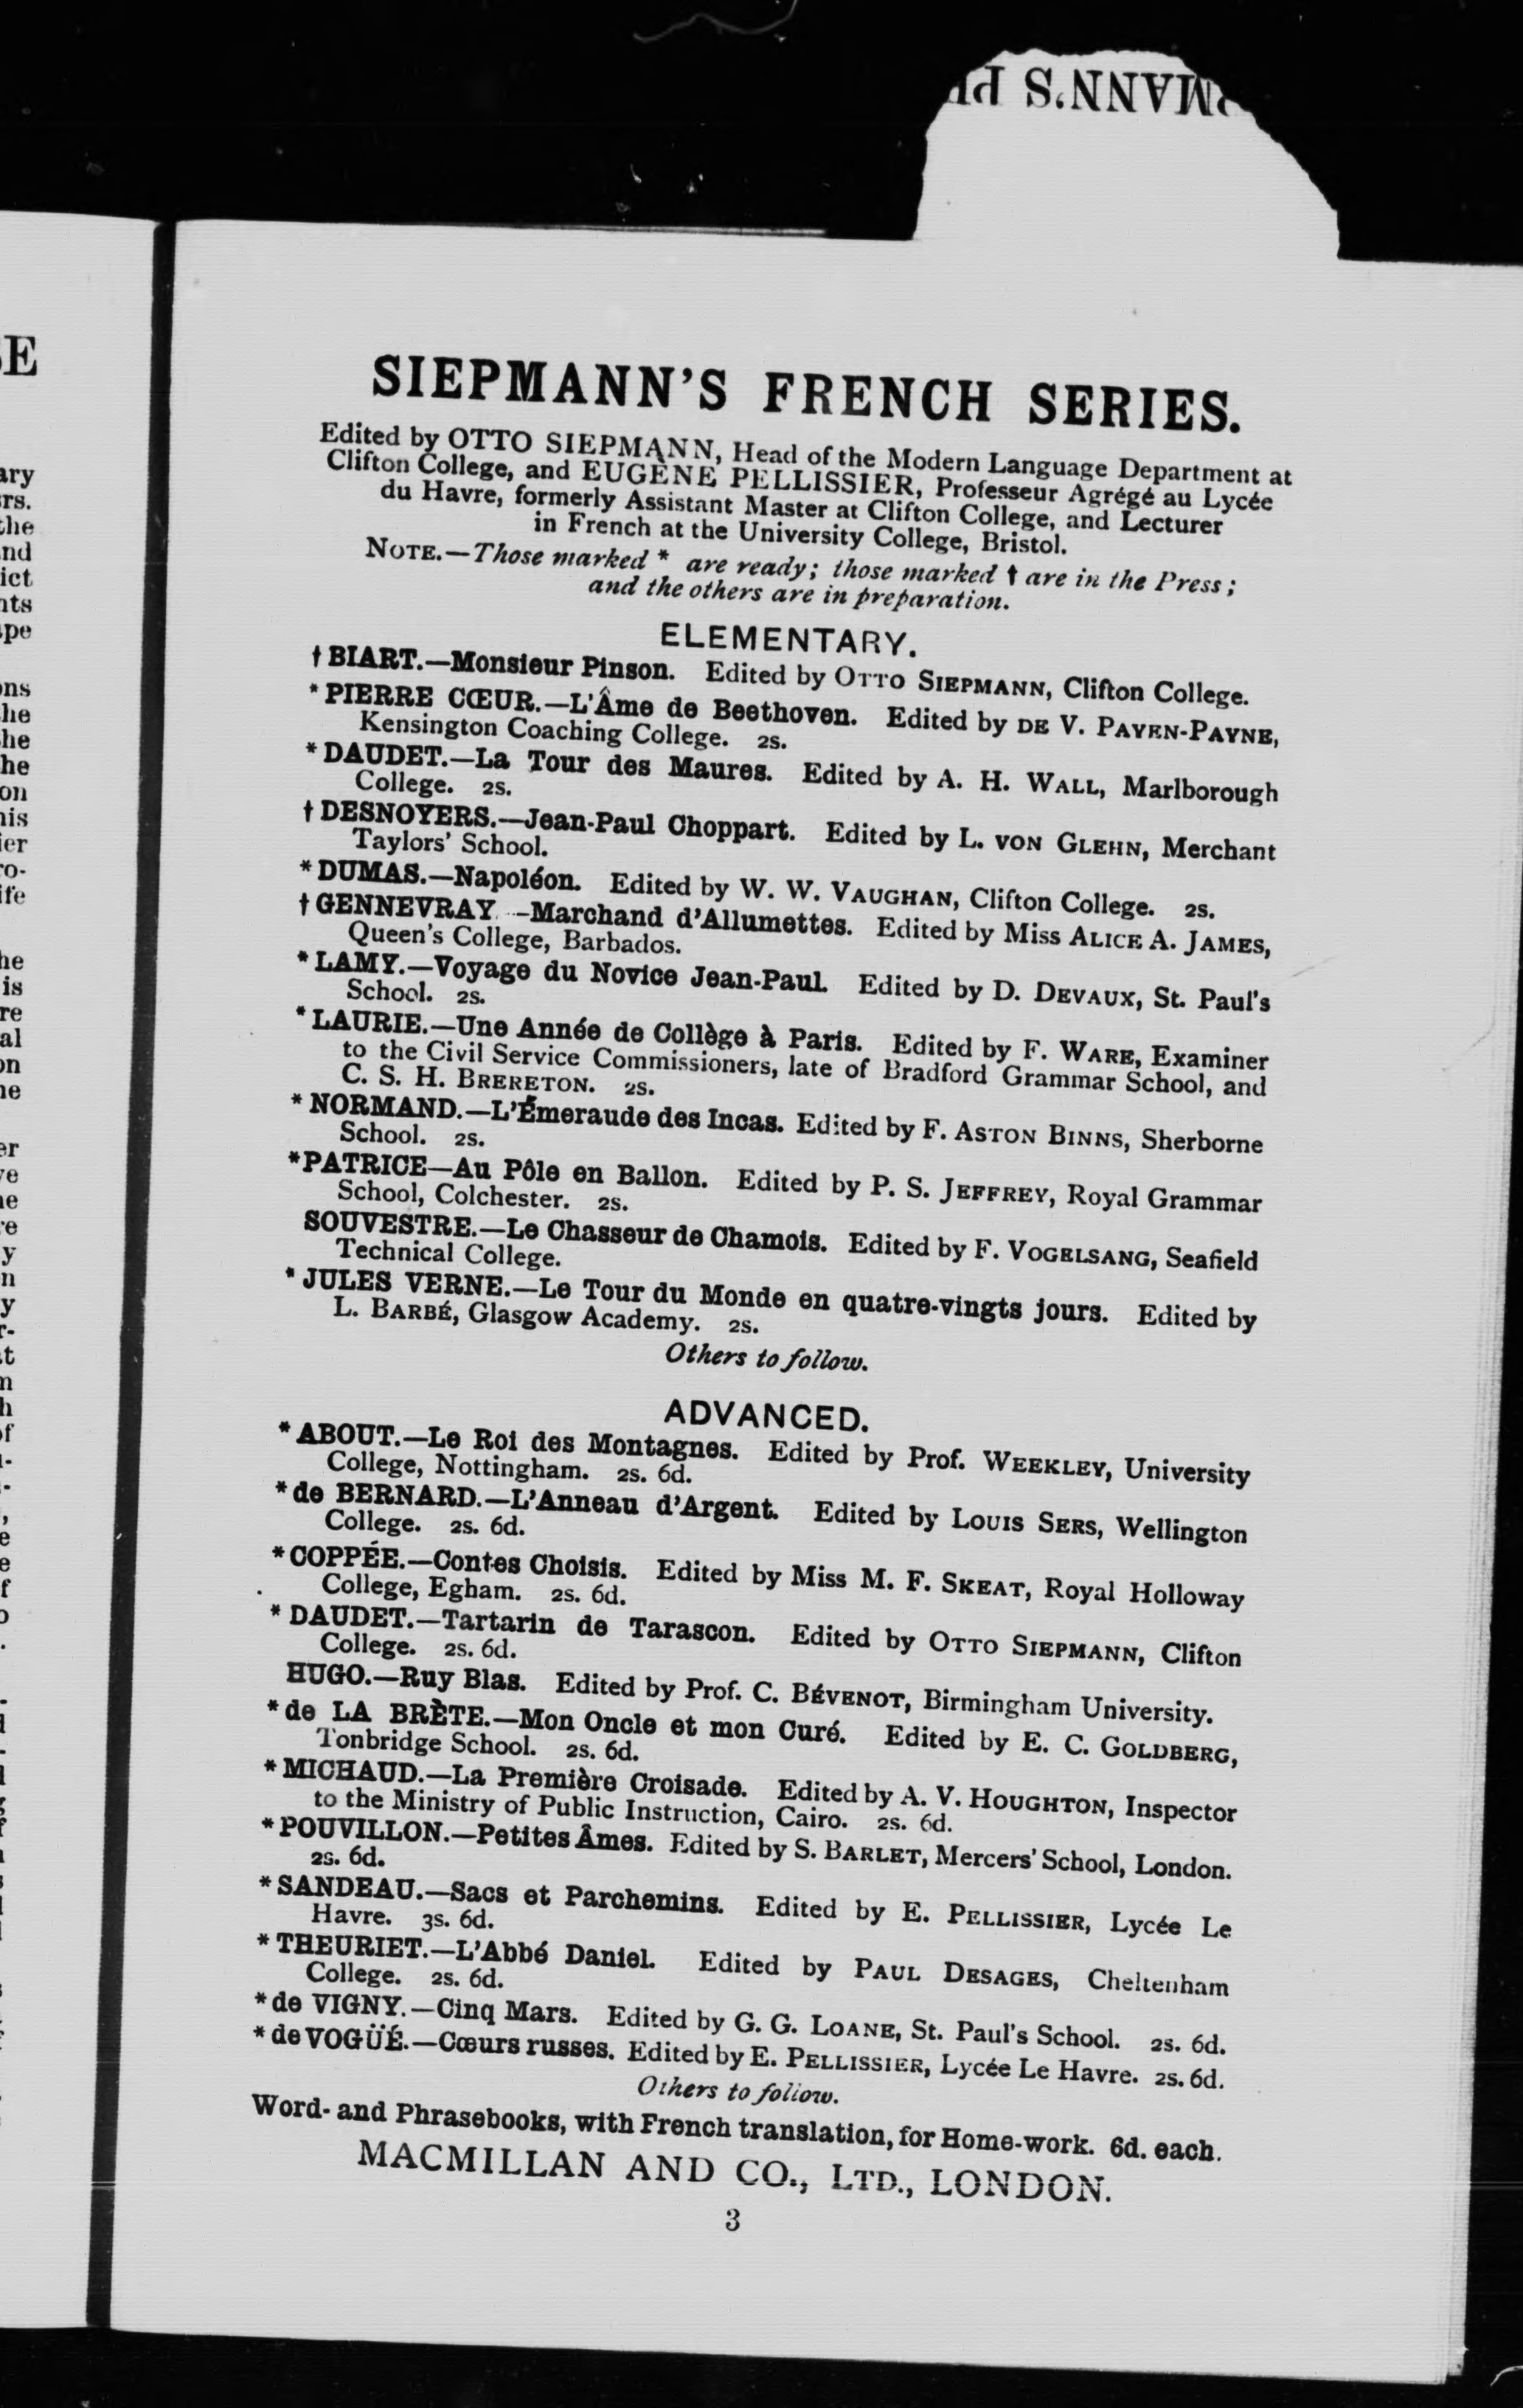 SIEPMANN'S FRENCH SERIES.
Edited by OTTO SIEPMANN, Head of the Modern Language Department at
Clifton College, and EUGÈNE PELLISSIER, Professeur Agrégé au Lycée
du Havre, formerly Assistant Master at Clifton College, and Lecturer
in French at the University College, Bristol.
NOTE.—Those marked * are ready; those marked † are in the Press;
and the others are in preparation.
ELEMENTARY.
† BIART.—Monsieur Pinson. Edited by OTTO SIEPMANN, Clifton College.
* PIERRE CŒUR.—L'Âme de Beethoven. Edited by DE V. PAYEN-PAYNE,
Kensington Coaching College. 2s.
* DAUDET.—La Tour des Maures. Edited by A. H. WALL, Marlborough
College. 2s.
† DESNOYERS.—Jean-Paul Choppart. Edited by L. VON GLEHN, Merchant
Taylors' School.
* DUMAS.—Napoléon. Edited by W. W. VAUGHAN, Clifton College. 2s.
† GENNEVRAY.—Marchand d'Allumettes. Edited by Miss ALICE A. JAMES,
Queen's College, Barbados.
* LAMY.—Voyage du Novice Jean-Paul. Edited by D. DEVAUX, St. Paul's
School. 2s.
* LAURIE.—Une Année de Collège à Paris. Edited by F. WARE, Examiner
to the Civil Service Commissioners, late of Bradford Grammar School, and
C. S. H. BRERETON. 2s.
* NORMAND.—L'Émeraude des Incas. Edited by F. ASTON BINNS, Sherborne
School. 2s.
*PATRICE—Au Pôle en Ballon. Edited by P. S. JEFFREY, Royal Grammar
School, Colchester. 2s.
SOUVESTRE.—Le Chasseur de Chamois. Edited by F. VOGELSANG, Seafield
Technical College.
* JULES VERNE.—Le Tour du Monde en quatre-vingts jours. Edited by
L. BARBÉ, Glasgow Academy. 2s.
Others to follow.
ADVANCED.
* ABOUT.—Le Roi des Montagnes. Edited by Prof. WEEKLEY, University
College, Nottingham. 2s. 6d.
* de BERNARD.—L'Anneau d'Argent. Edited by LOUIS SERS, Wellington
College. 2s. 6d.
* COPPÉE.—Contes Choisis. Edited by Miss M. F. SKEAT, Royal Holloway
College, Egham. 2s. 6d.
* DAUDET.—Tartarin de Tarascon. Edited by OTTO SIEPMANN, Clifton
College. 2s. 6d.
HUGO.—Ruy Blas. Edited by Prof. C. BÉVENOT, Birmingham University.
* de LA BRÈTE.—Mon Oncle et mon Curé. Edited by E. C. GOLDBERG,
Tonbridge School. 2s. 6d.
* MICHAUD.—La Première Croisade. Edited by A. V. HOUGHTON, Inspector
to the Ministry of Public Instruction, Cairo. 2s. 6d.
* POUVILLON.—Petites Âmes. Edited by S. BARLET, Mercers' School, London.
2s. 6d.
* SANDEAU.—Sacs et Parchemins. Edited by E. PELLISSIER, Lycée Le
Havre. 3s. 6d.
* THEURIET.—L'Abbé Daniel. Edited by PAUL DESAGES, Cheltenham
College. 2s. 6d.
* de VIGNY.—Cinq Mars. Edited by G. G. LOANE, St. Paul's School. 2s. 6d.
* de VOGÜÉ.—Cœurs russes. Edited by E. PELLISSIER, Lycée Le Havre. 2s. 6d.
Others to follow.
Word- and Phrasebooks, with French translation, for Home-work. 6d. each.
MACMILLAN AND CO., LTD., LONDON.
3